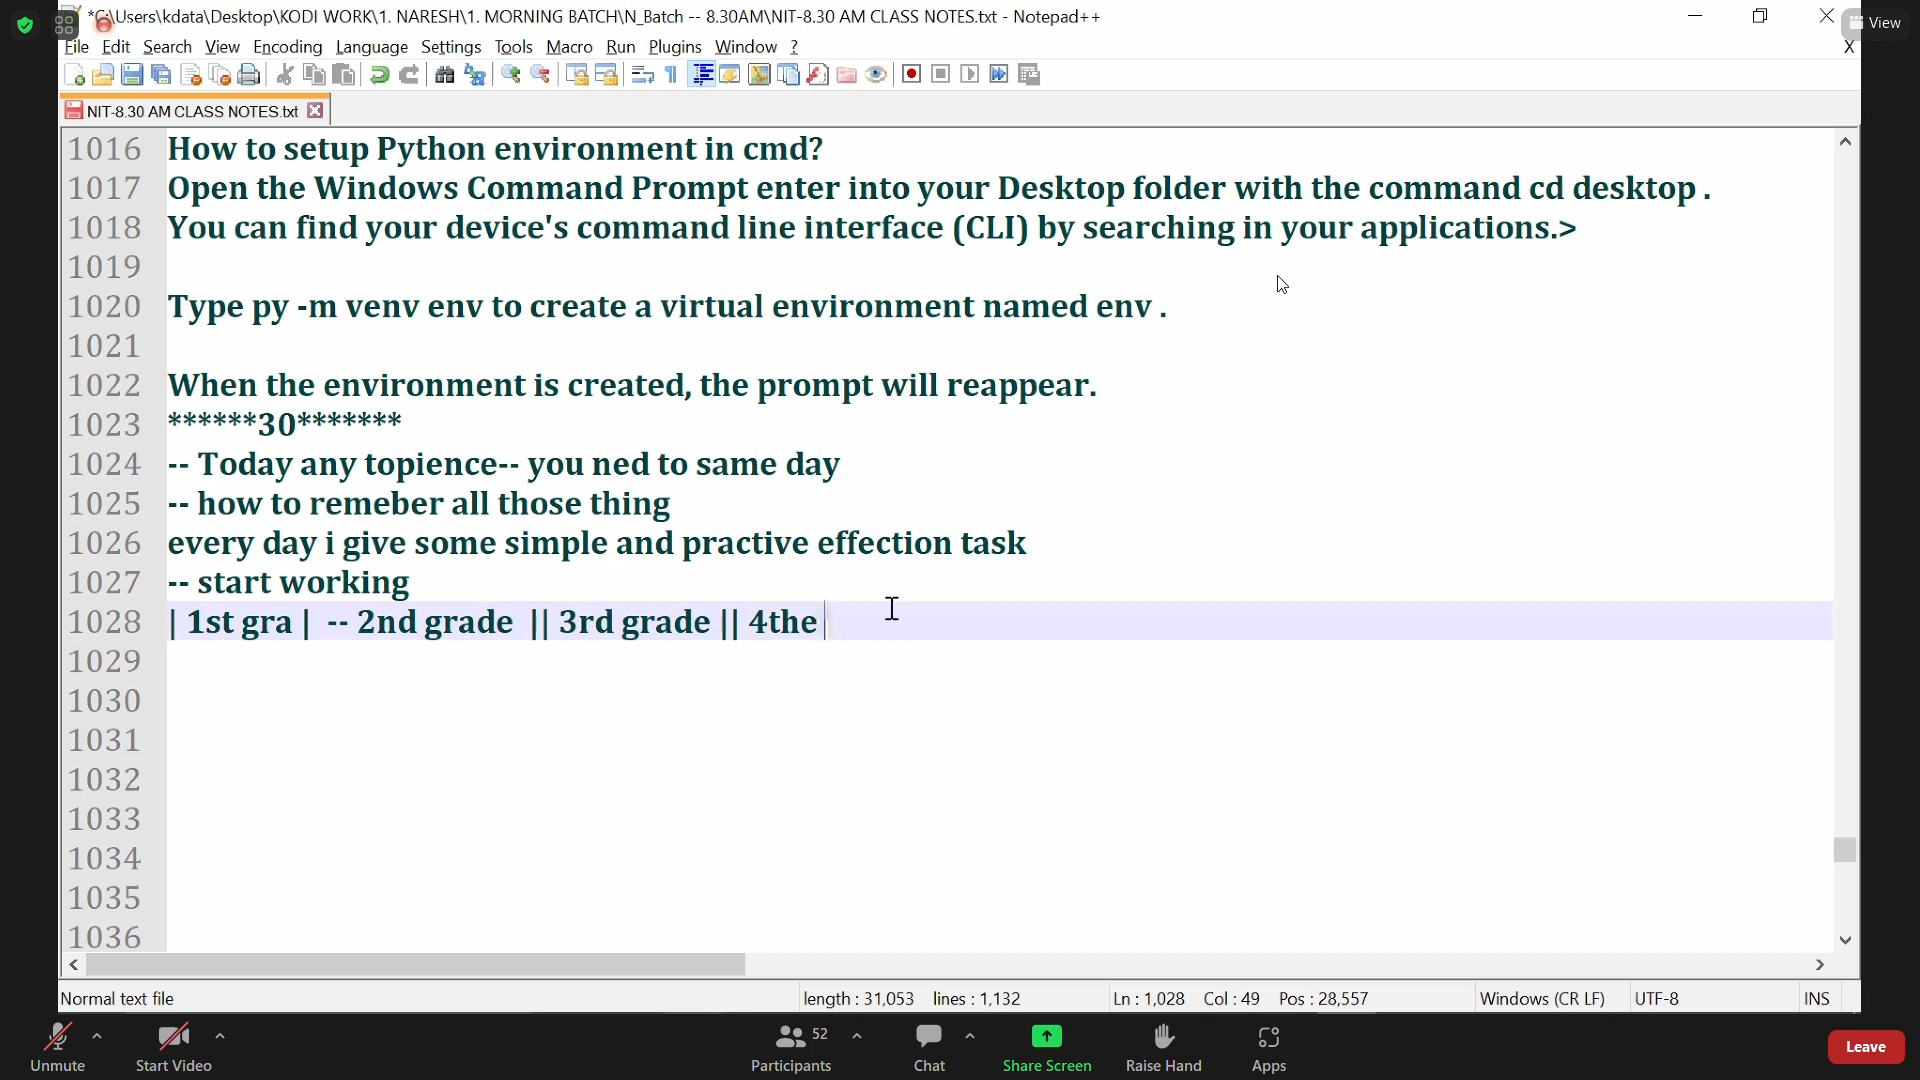 *C:\Users\kdata\Desktop\KODI WORK\1. NARESH\1. MORNING BATCH\N_Batch -- 8.30AM\NIT-8.30 AM CLASS NOTES.txt - Notepad++
View
File Edit Search View Encoding Language Settings Tools Macro Run Plugins Window ?
X
NIT-8.30 AM CLASS NOTES.txt
1016 How to setup Python environment in cmd?
1017 Open the Windows Command Prompt enter into your Desktop folder with the command cd desktop .
1018 You can find your device's command line interface (CLI) by searching in your applications.>
1019
1020 Type py -m venv env to create a virtual environment named env .
1021
1022 When the environment is created, the prompt will reappear.
1023 ******30*******
1024 -- Today any topience-- you ned to same day
1025 -- how to remeber all those thing
1026 every day i give some simple and practive effection task
1027 -- start working
1028 | 1st gra |  -- 2nd grade  || 3rd grade || 4the
1029
1030
1031
1032
1033
1034
1035
1036
Normal text file length : 31,053 lines : 1,132 Ln : 1,028 Col : 49 Pos : 28,557 Windows (CR LF) UTF-8 INS
52
Unmute Start Video Participants Chat Share Screen Raise Hand Apps Leave